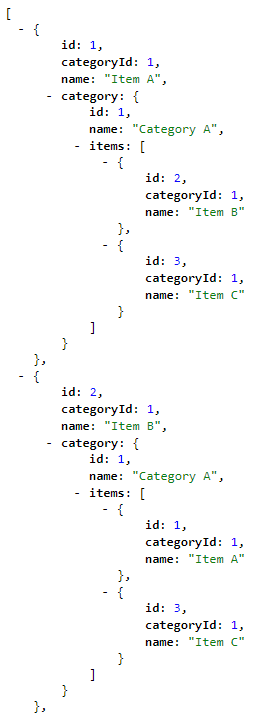 [
- {
id: 1,
categoryId: 1,
name: "Item A",
- category: {
id: 1,
name: "Category A",
- items: [
- {
id: 2,
categoryId: 1,
name: "Item B"
},
- {
id: 3,
categoryId: 1,
name: "Item C"
}
]
}
},
- {
id: 2,
categoryId: 1,
name: "Item B",
- category: {
id: 1,
name: "Category A",
- items: [
- {
id: 1,
categoryId: 1,
name: "Item A"
},
- {
id: 3,
categoryId: 1,
name: "Item C"
}
]
}
},